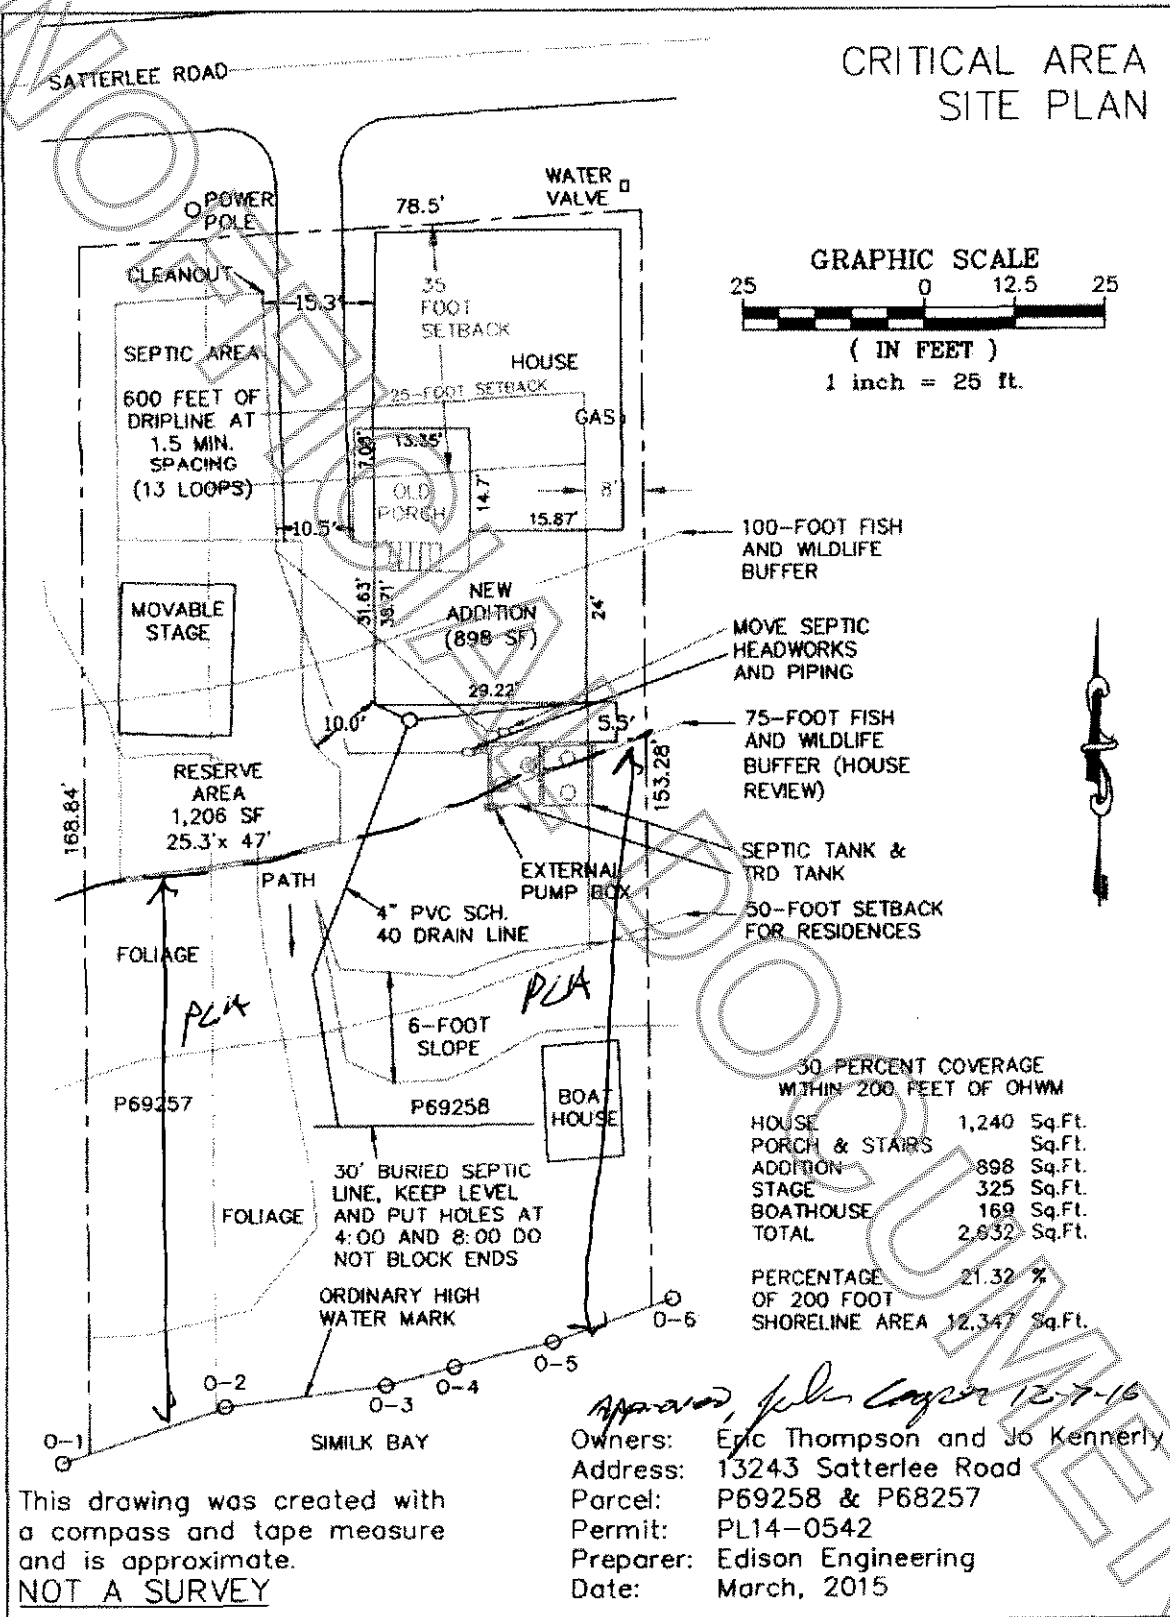 CRITICAL AREA
SITE PLAN
SATTERLEE ROAD
POWER
POLE
WATER
VALVE
78.5'
CLEANOUT
15.3'
35
FOOT
SETBACK
HOUSE
25-FOOT SETBACK
GAS
SEPTIC AREA
600 FEET OF
DRIPLINE AT
1.5 MIN.
SPACING
(13 LOOPS)
GRAPHIC SCALE
25 0 12.5 25
( IN FEET )
1 inch = 25 ft.
7.08'
13.35'
OLD
PORCH
14.7'
8'
15.87'
10.5'
100-FOOT FISH
AND WILDLIFE
BUFFER
MOVABLE
STAGE
31.63'
38.71'
NEW
ADDITION
(898 SF)
24'
MOVE SEPTIC
HEADWORKS
AND PIPING
29.22'
10.0'
5.5'
75-FOOT FISH
AND WILDLIFE
BUFFER (HOUSE
REVIEW)
168.84'
153.28'
RESERVE
AREA
1,206 SF
25.3'x 47'
SEPTIC TANK &
TRD TANK
EXTERNAL
PUMP BOX
PATH
4" PVC SCH.
40 DRAIN LINE
50-FOOT SETBACK
FOR RESIDENCES
FOLIAGE
PCA
PCA
6-FOOT
SLOPE
P69257
P69258
BOAT
HOUSE
30' BURIED SEPTIC
LINE, KEEP LEVEL
AND PUT HOLES AT
4:00 AND 8:00 DO
NOT BLOCK ENDS
FOLIAGE
ORDINARY HIGH
WATER MARK
30 PERCENT COVERAGE
WITHIN 200 FEET OF OHWM
HOUSE 1,240 Sq.Ft.
PORCH & STAIRS Sq.Ft.
ADDITION 898 Sq.Ft.
STAGE 325 Sq.Ft.
BOATHOUSE 169 Sq.Ft.
TOTAL 2,632 Sq.Ft.
PERCENTAGE 21.32 %
OF 200 FOOT
SHORELINE AREA 12,347 Sq.Ft.
O-1
O-2
O-3
O-4
O-5
O-6
SIMILK BAY
Approved, 12-7-16
Owners: Eric Thompson and Jo Kennerly
Address: 13243 Satterlee Road
Parcel: P69258 & P68257
Permit: PL14-0542
Preparer: Edison Engineering
Date: March, 2015
This drawing was created with
a compass and tape measure
and is approximate.
NOT A SURVEY
UNOFFICIAL DOCUMENT